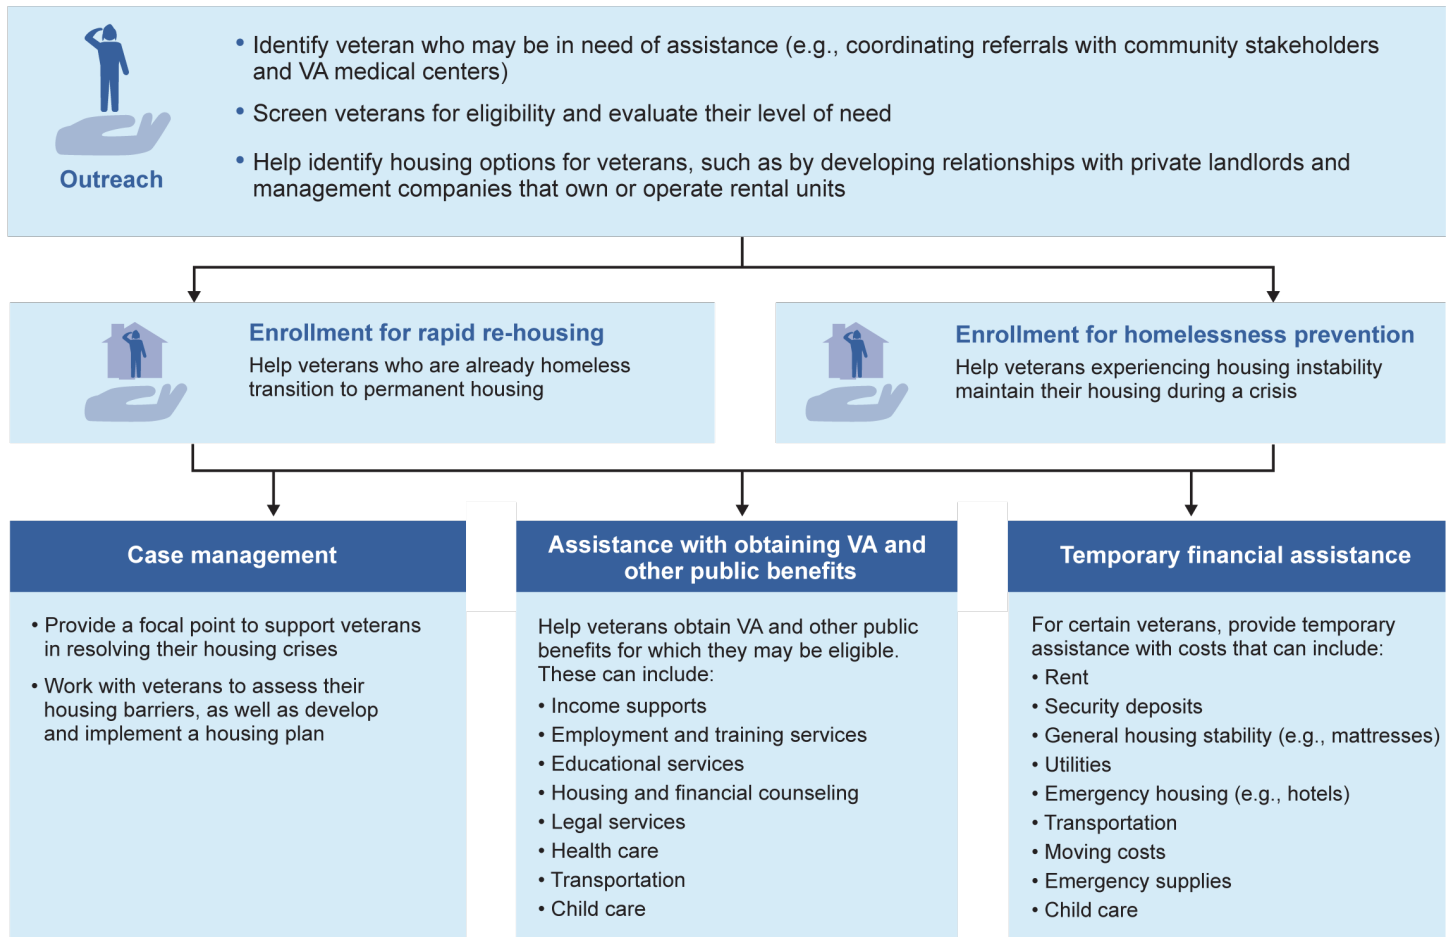 • Identify veteran who may be in need of assistance (e.g., coordinating referrals with community stakeholders
and VA medical centers)
• Screen veterans for eligibility and evaluate their level of need
• Help identify housing options for veterans, such as by developing relationships with private landlords and
management companies that own or operate rental units
Outreach
Enrollment for rapid re-housing
Help veterans who are already homeless
transition to permanent housing
Enrollment for homelessness prevention
Help veterans experiencing housing instability
maintain their housing during a crisis
Case management
• Provide a focal point to support veterans
in resolving their housing crises
• Work with veterans to assess their
housing barriers, as well as develop
and implement a housing plan
Assistance with obtaining VA and
other public benefits
Help veterans obtain VA and other public
benefits for which they may be eligible.
These can include:
• Income supports
• Employment and training services
• Educational services
• Housing and financial counseling
• Legal services
• Health care
• Transportation
• Child care
Temporary financial assistance
For certain veterans, provide temporary
assistance with costs that can include:
• Rent
• Security deposits
• General housing stability (e.g., mattresses)
• Utilities
• Emergency housing (e.g., hotels)
• Transportation
• Moving costs
• Emergency supplies
• Child care